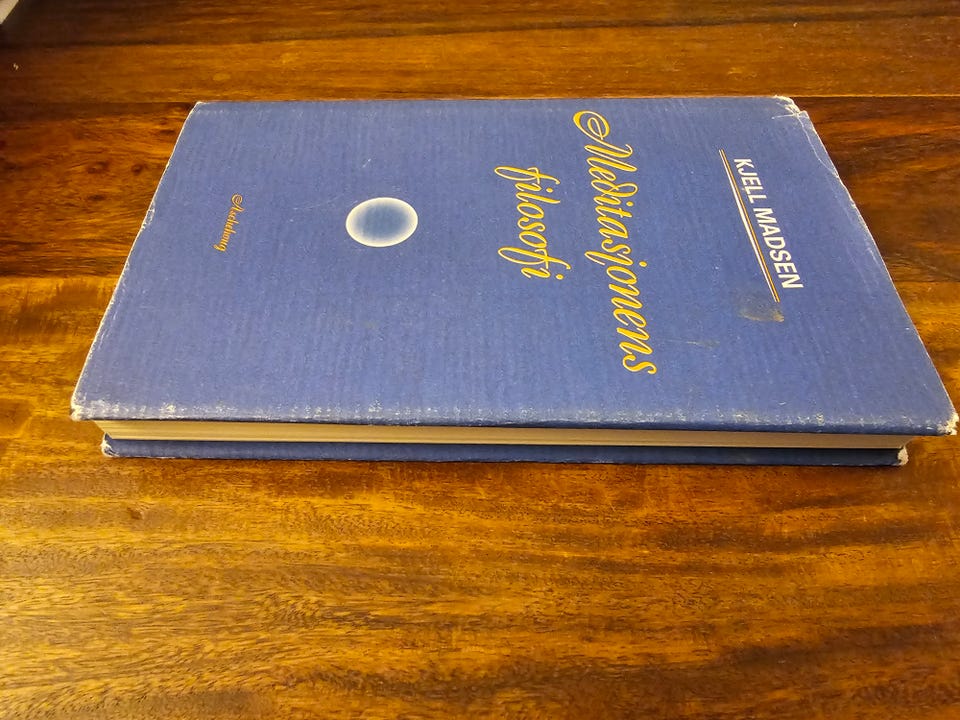 KJELL MADSEN
Meditasjonens
filosofi
Aschehoug